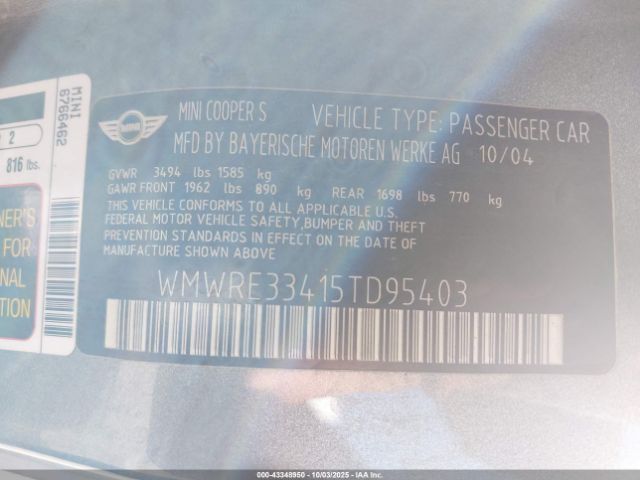 MINI COOPER S VEHICLE TYPE: PASSENGER CAR
MFD BY BAYERISCHE MOTOREN WERKE AG 10/04
GVWR 3494 lbs 1585 kg
GAWR FRONT 1962 lbs 890 kg REAR 1698 lbs 770 kg
THIS VEHICLE CONFORMS TO ALL APPLICABLE U.S.
FEDERAL MOTOR VEHICLE SAFETY,BUMPER AND THEFT
PREVENTION STANDARDS IN EFFECT ON THE DATE OF
MANUFACTURE SHOWN ABOVE.
WMWRE33415TD95403
MINI
6766462
2
816 lbs.
NER'S
FOR
NAL
TION
000-43348950 - 10/03/2025 - IAAI.COM